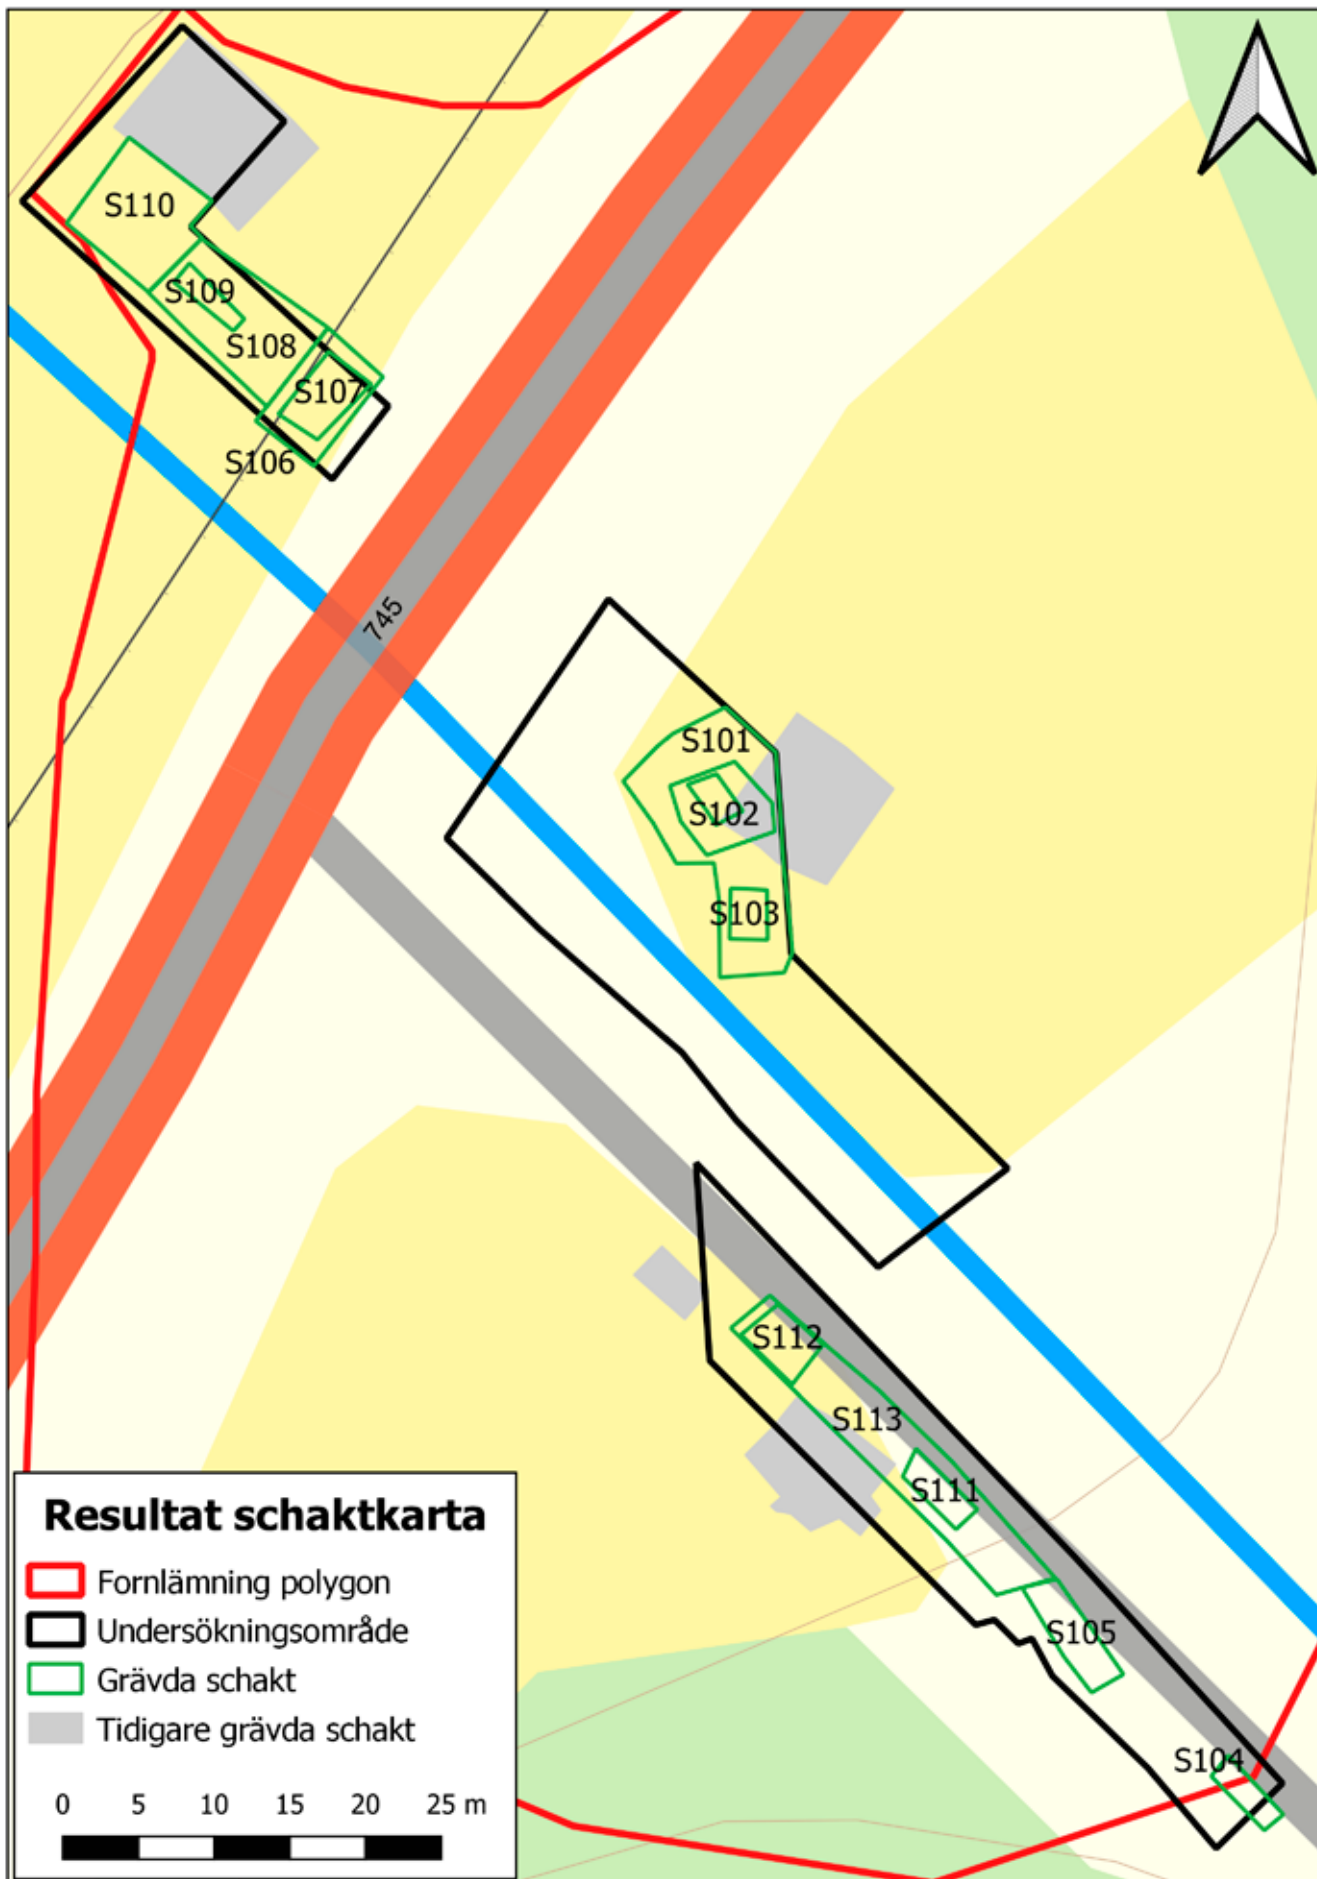 S110
S109
S108
S107
S106
745
S101
S102
S103
S112
S113
S111
S105
S104
Resultat schaktkarta
Fornlämning polygon
Undersökningsområde
Grävda schakt
Tidigare grävda schakt
0 5 10 15 20 25 m